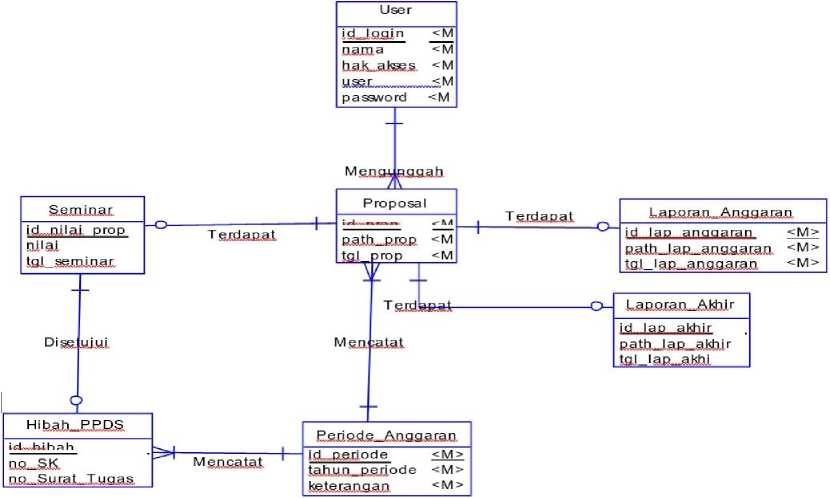 User
id_login <M
nama <M
hak_akses <M
user <M
password <M
Mengunggah
Proposal
<M
path_prop <M
tgl_prop <M
Seminar
id_nilai_prop
nilai
tgl_seminar
Terdapat
Terdapat
Laporan_Anggaran
id_lap_anggaran <M>
path_lap_anggaran <M>
tgl_lap_anggaran <M>
Terdapat
Laporan_Akhir
id_lap_akhir
path_lap_akhir
tgl_lap_akhi
Disetujui
Mencatat
Hibah_PPDS
id_hibah
no_SK
no_Surat_Tugas
Mencatat
Periode_Anggaran
id_periode <M>
tahun_periode <M>
keterangan <M>